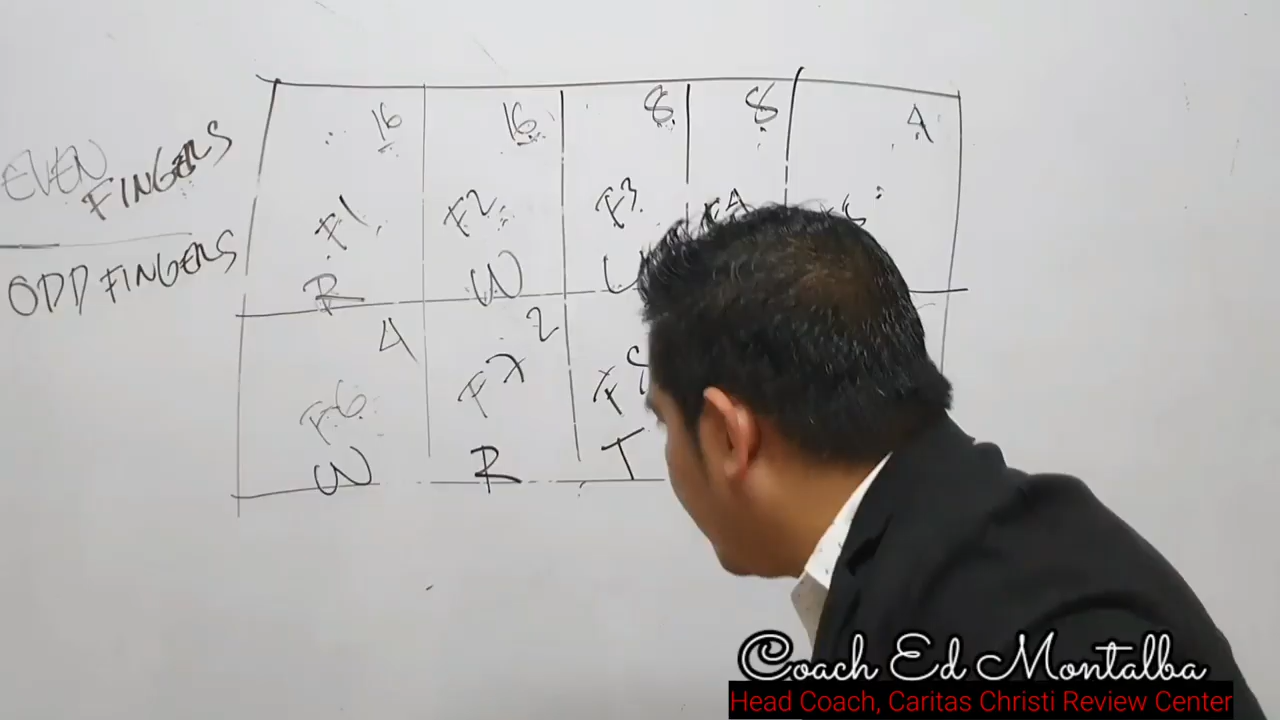 EVEN FINGERS
ODD FINGERS
16 16 8 8 4
F1 F2 F3 F4
R W
4 2
F6 F7
W R T
Coach Ed Montalba
Head Coach, Caritas Christi Review Center